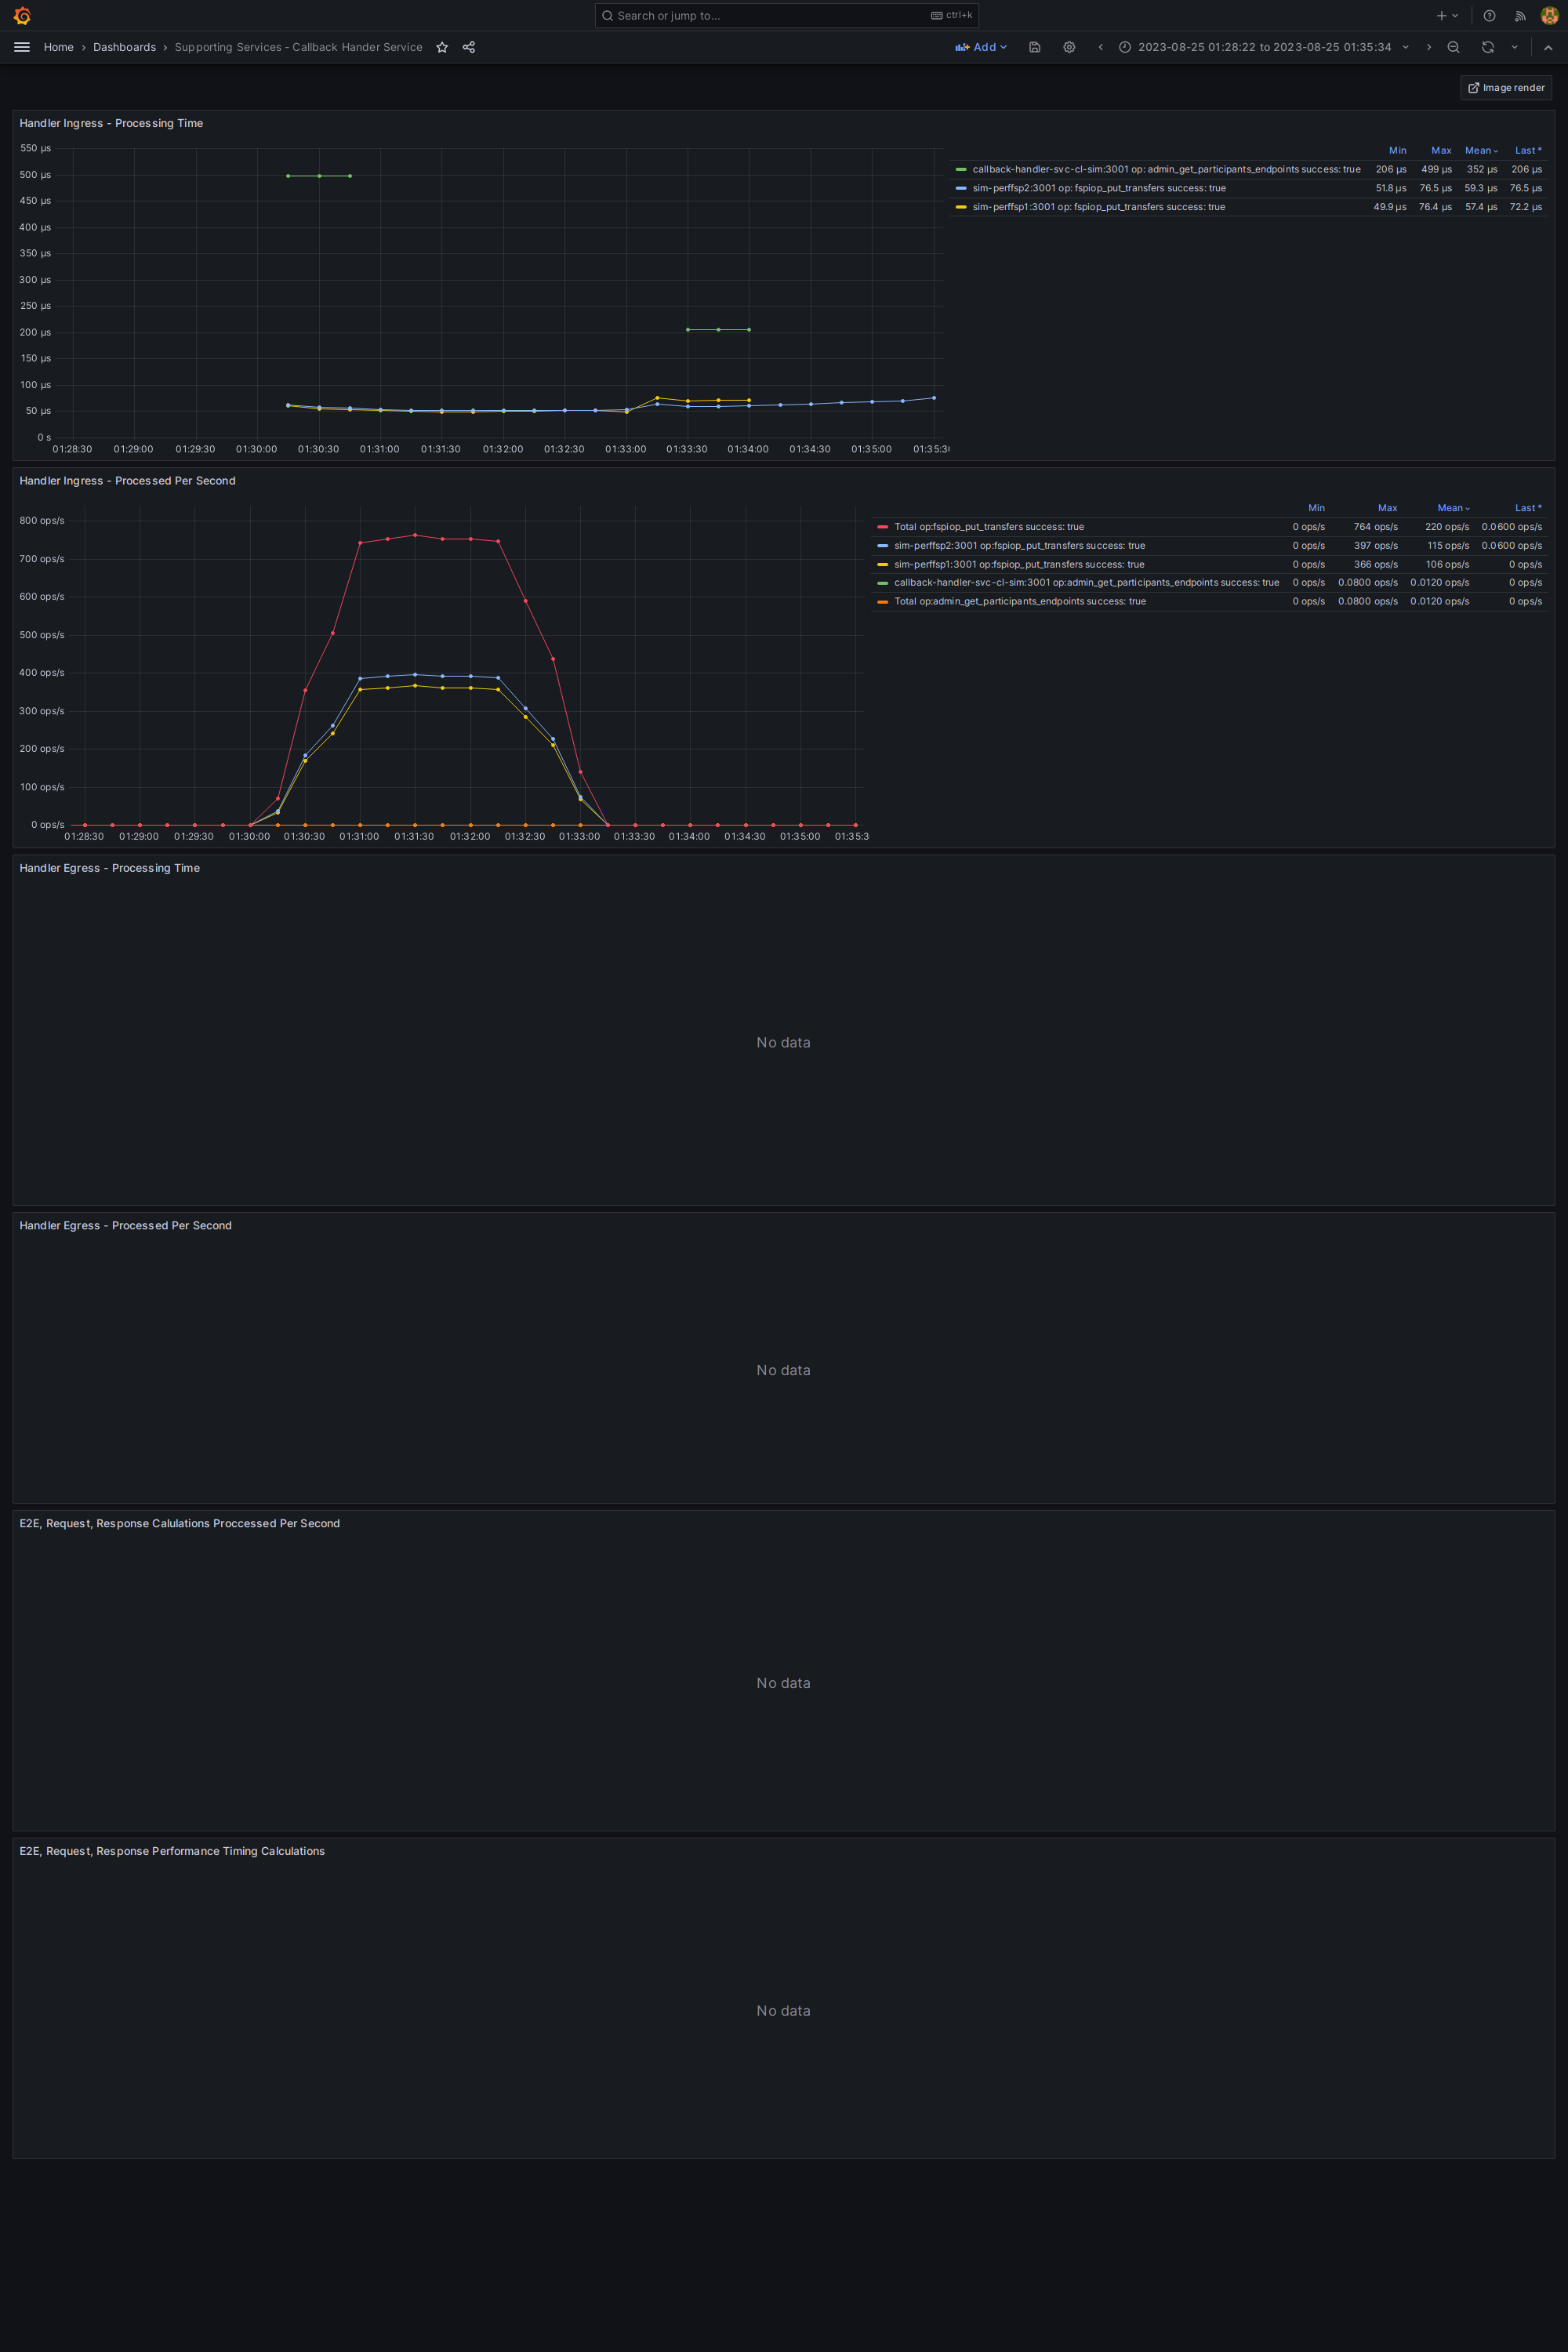 Search or jump to... ctrl+k
Home › Dashboards › Supporting Services - Callback Hander Service Add 2023-08-25 01:28:22 to 2023-08-25 01:35:34
Image render
Handler Ingress - Processing Time
550 µs
500 µs
450 µs
400 µs
350 µs
300 µs
250 µs
200 µs
150 µs
100 µs
50 µs
0 s
01:28:30 01:29:00 01:29:30 01:30:00 01:30:30 01:31:00 01:31:30 01:32:00 01:32:30 01:33:00 01:33:30 01:34:00 01:34:30 01:35:00 01:35:30
Min Max Mean Last *
callback-handler-svc-cl-sim:3001 op: admin_get_participants_endpoints success: true 206 µs 499 µs 352 µs 206 µs
sim-perffsp2:3001 op: fspiop_put_transfers success: true 51.8 µs 76.5 µs 59.3 µs 76.5 µs
sim-perffsp1:3001 op: fspiop_put_transfers success: true 49.9 µs 76.4 µs 57.4 µs 72.2 µs
Handler Ingress - Processed Per Second
800 ops/s
700 ops/s
600 ops/s
500 ops/s
400 ops/s
300 ops/s
200 ops/s
100 ops/s
0 ops/s
01:28:30 01:29:00 01:29:30 01:30:00 01:30:30 01:31:00 01:31:30 01:32:00 01:32:30 01:33:00 01:33:30 01:34:00 01:34:30 01:35:00 01:35:3
Min Max Mean Last *
Total op:fspiop_put_transfers success: true 0 ops/s 764 ops/s 220 ops/s 0.0600 ops/s
sim-perffsp2:3001 op:fspiop_put_transfers success: true 0 ops/s 397 ops/s 115 ops/s 0.0600 ops/s
sim-perffsp1:3001 op:fspiop_put_transfers success: true 0 ops/s 366 ops/s 106 ops/s 0 ops/s
callback-handler-svc-cl-sim:3001 op:admin_get_participants_endpoints success: true 0 ops/s 0.0800 ops/s 0.0120 ops/s 0 ops/s
Total op:admin_get_participants_endpoints success: true 0 ops/s 0.0800 ops/s 0.0120 ops/s 0 ops/s
Handler Egress - Processing Time
No data
Handler Egress - Processed Per Second
No data
E2E, Request, Response Calulations Proccessed Per Second
No data
E2E, Request, Response Performance Timing Calculations
No data